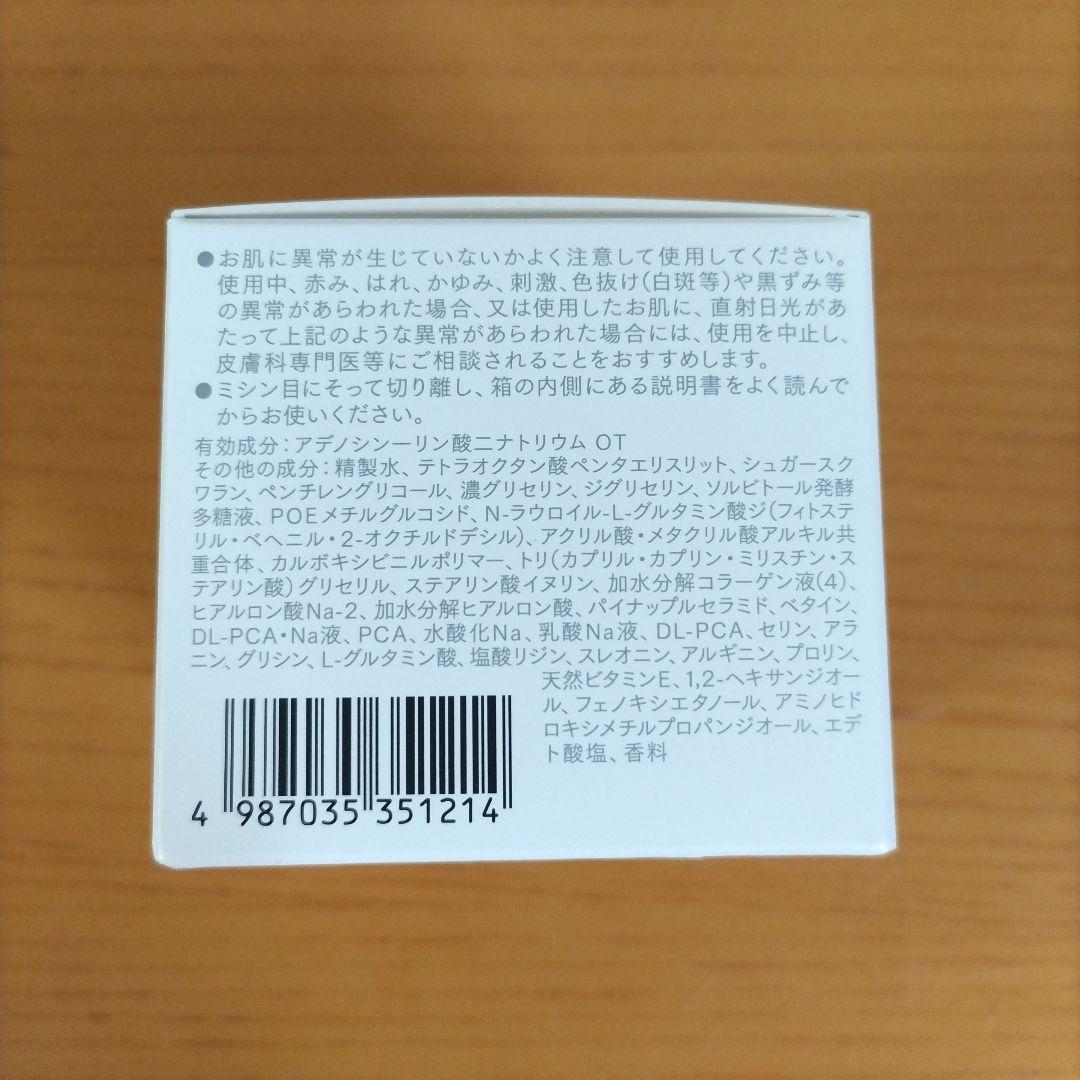 ●お肌に異常が生じていないかよく注意して使用してください。
使用中、赤み、はれ、かゆみ、刺激、色抜け(白斑等)や黒ずみ等
の異常があらわれた場合、又は使用したお肌に、直射日光があ
たって上記のような異常があらわれた場合には、使用を中止し、
皮膚科専門医等にご相談されることをおすすめします。
●ミシン目にそって切り離し、箱の内側にある説明書をよく読んで
からお使いください。
有効成分：アデノシン一リン酸二ナトリウム OT
その他の成分：精製水、テトラオクタン酸ペンタエリスリット、シュガースク
ワラン、ペンチレングリコール、濃グリセリン、ジグリセリン、ソルビトール発酵
多糖液、POEメチルグルコシド、N-ラウロイル-L-グルタミン酸ジ(フィトステ
リル・ベヘニル・2-オクチルドデシル)、アクリル酸・メタクリル酸アルキル共
重合体、カルボキシビニルポリマー、トリ(カプリル・カプリン・ミリスチン・ス
テアリン酸)グリセリル、ステアリン酸イヌリン、加水分解コラーゲン液(4)、
ヒアルロン酸Na-2、加水分解ヒアルロン酸、パイナップルセラミド、ベタイン、
DL-PCA・Na液、PCA、水酸化Na、乳酸Na液、DL-PCA、セリン、アラ
ニン、グリシン、L-グルタミン酸、塩酸リジン、スレオニン、アルギニン、プロリン、
天然ビタミンE、1,2-ヘキサンジオー
ル、フェノキシエタノール、アミノヒド
ロキシメチルプロパンジオール、エデ
ト酸塩、香料
4 987035 351214